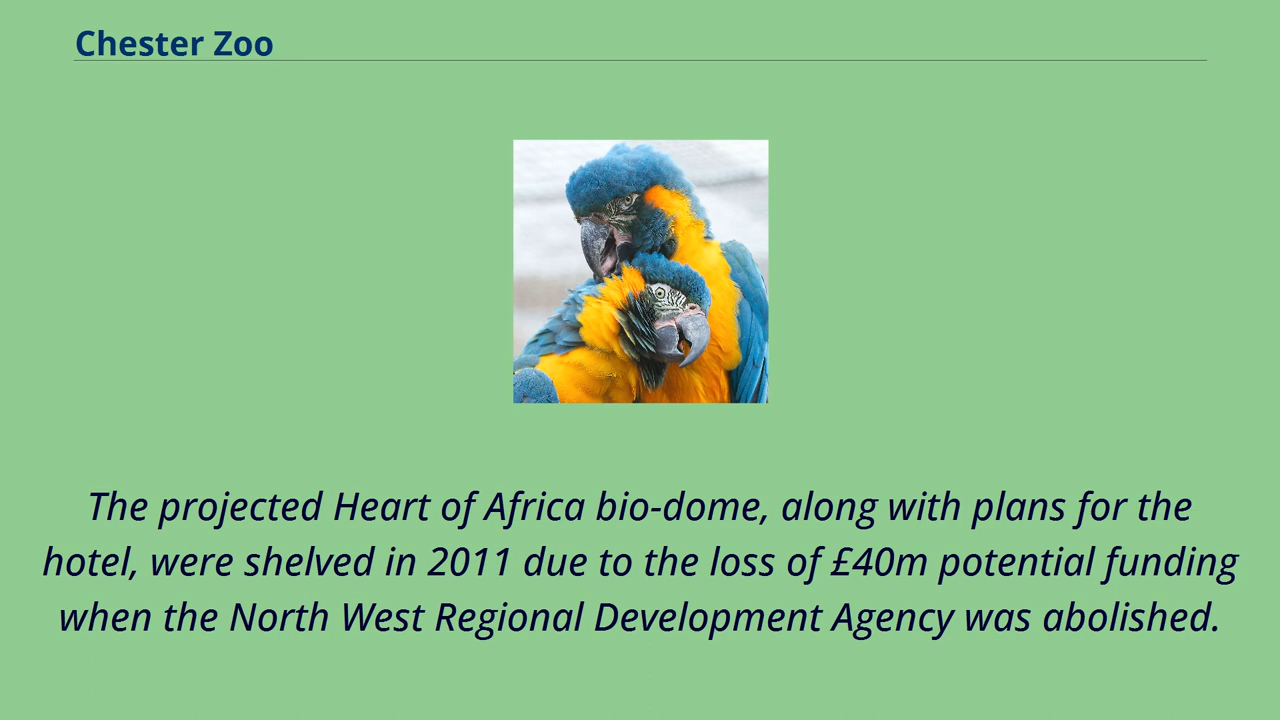 Chester Zoo
The projected Heart of Africa bio-dome, along with plans for the
hotel, were shelved in 2011 due to the loss of £40m potential funding
when the North West Regional Development Agency was abolished.